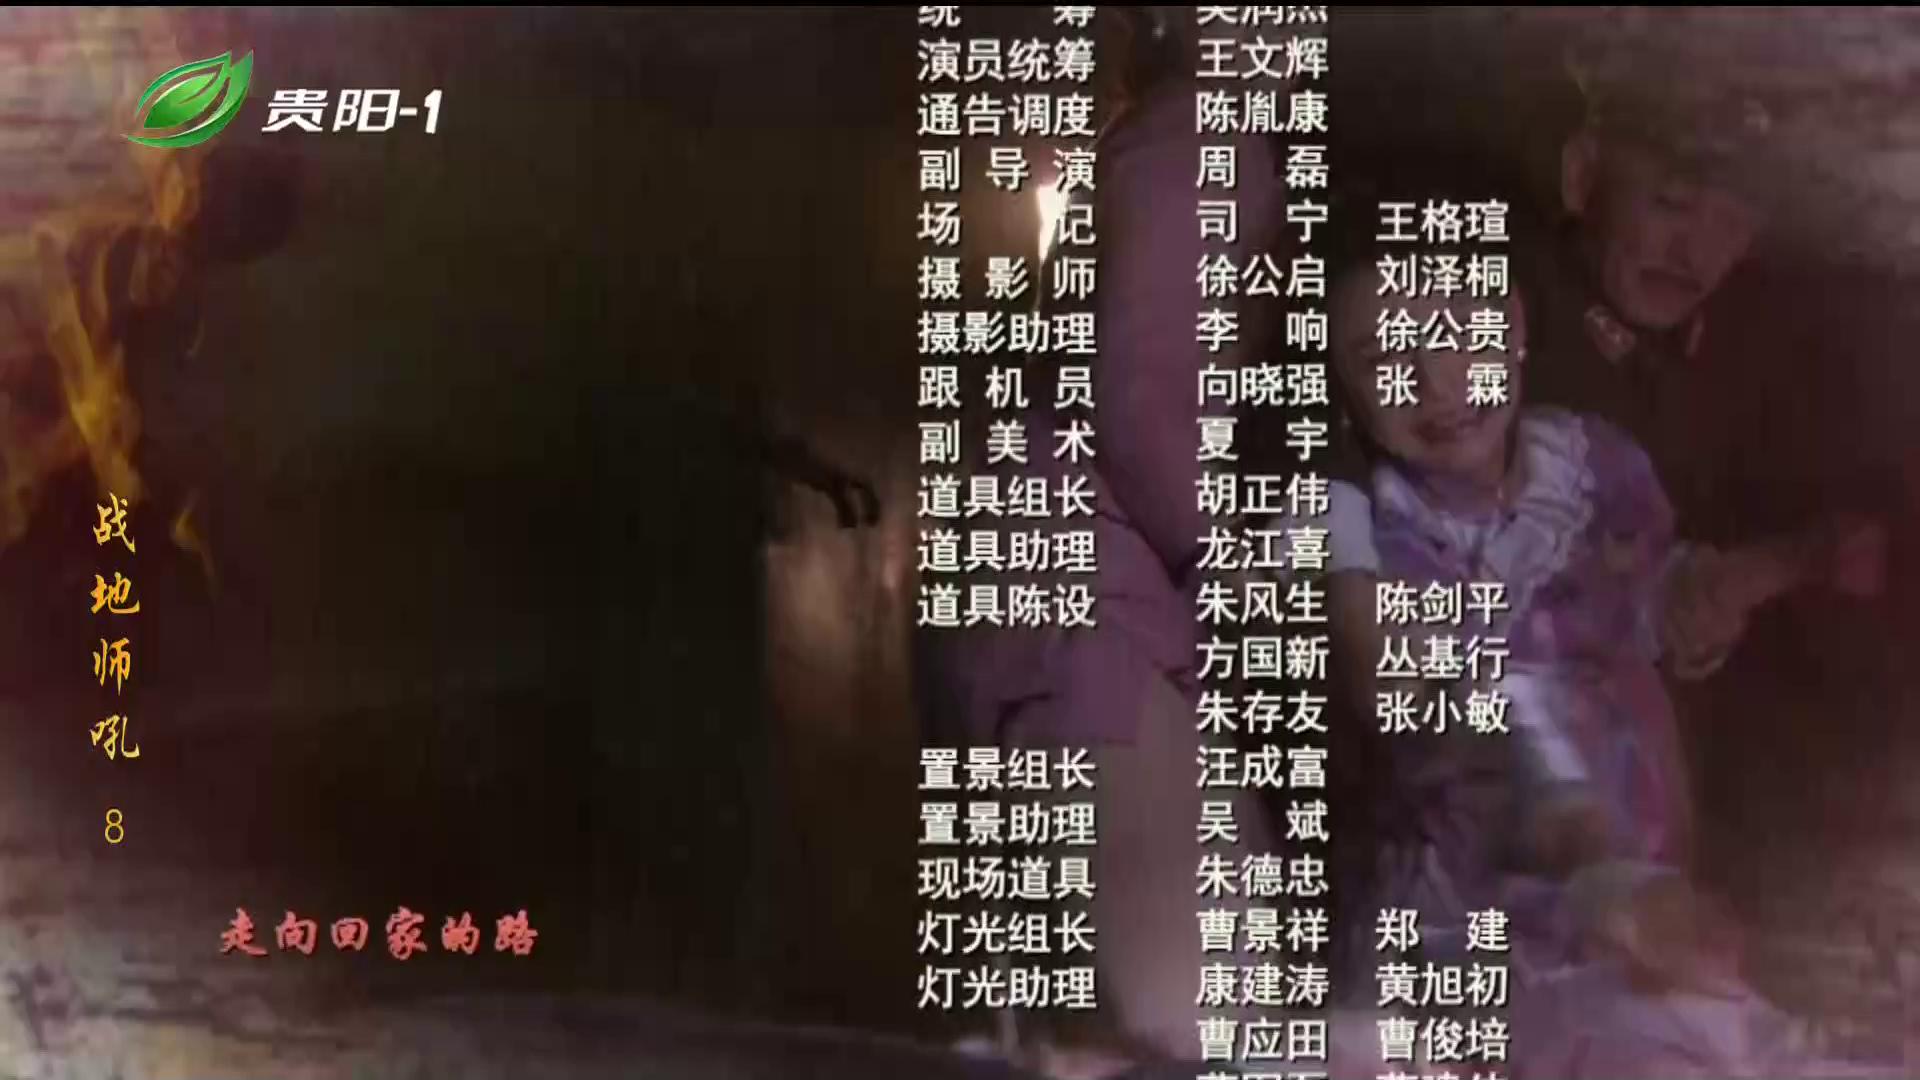 贵阳-1
统 筹
演员统筹 王文辉
通告调度 陈胤康
副导演 周磊
场记 司宁 王格瑄
摄影师 徐公启 刘泽桐
摄影助理 李响 徐公贵
跟机员 向晓强 张霖
副美术 夏宇
道具组长 胡正伟
道具助理 龙江喜
道具陈设 朱风生 陈剑平
方国新 丛基行
朱存友 张小敏
置景组长 汪成富
置景助理 吴斌
现场道具 朱德忠
灯光组长 曹景祥 郑建
灯光助理 康建涛 黄旭初
曹应田 曹俊培
战地师吼 8
走向回家的路